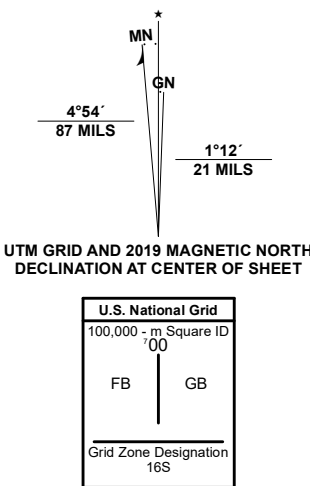 ★
MN
GN
4°54´
87 MILS
1°12´
21 MILS
UTM GRID AND 2019 MAGNETIC NORTH
DECLINATION AT CENTER OF SHEET
U.S. National Grid
100,000 - m Square ID
⁷00
FB GB
Grid Zone Designation
16S